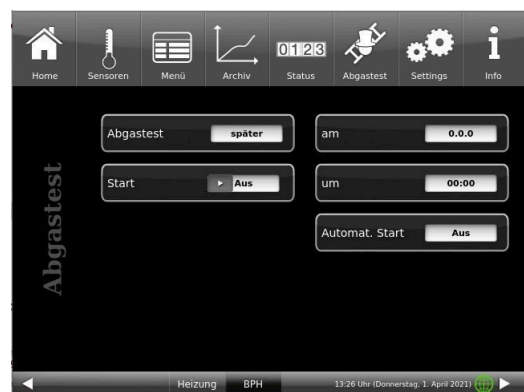 0123
Home Sensoren Menü Archiv Status Abgastest Settings Info
Abgastest
Abgastest später
am 0.0.0
Start Aus
um 00:00
Automat. Start Aus
Heizung BPH 13:26 Uhr (Donnerstag, 1. April 2021)